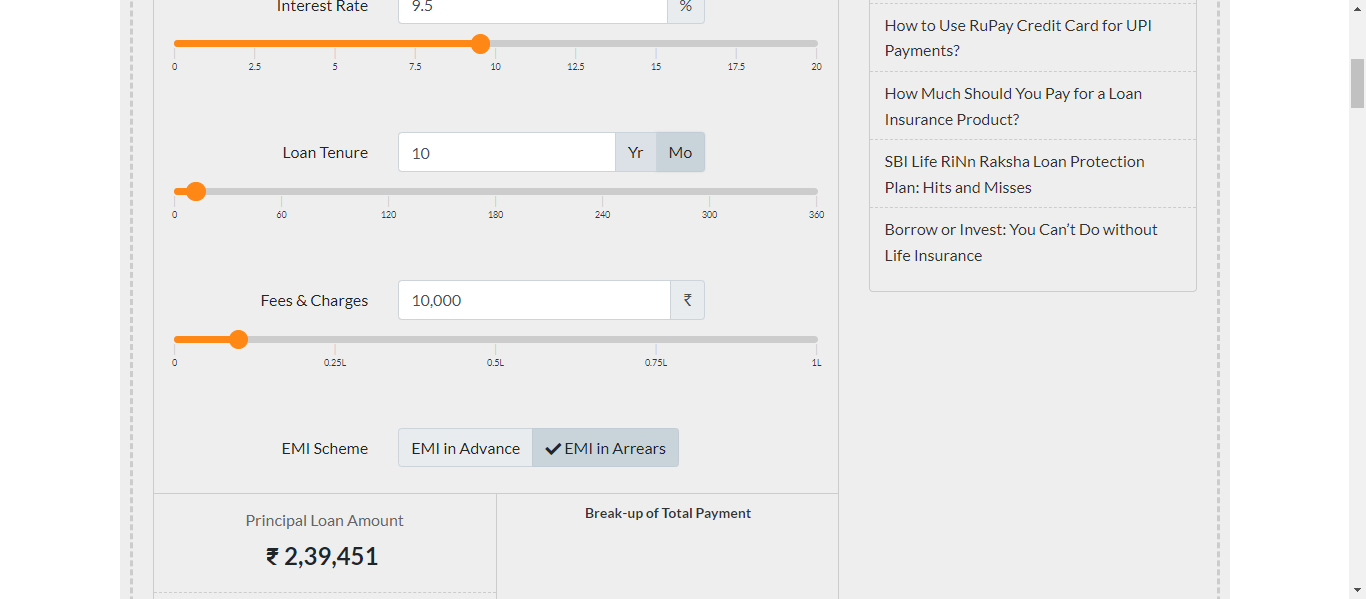 Interest Rate
9.5
%
0 2.5 5 7.5 10 12.5 15 17.5 20
Loan Tenure
10
Yr Mo
0 60 120 180 240 300 360
Fees & Charges
10,000
₹
0 0.25L 0.5L 0.75L 1L
EMI Scheme
EMI in Advance
EMI in Arrears
Principal Loan Amount
₹ 2,39,451
Break-up of Total Payment
How to Use RuPay Credit Card for UPI
Payments?
How Much Should You Pay for a Loan
Insurance Product?
SBI Life RiNn Raksha Loan Protection
Plan: Hits and Misses
Borrow or Invest: You Can’t Do without
Life Insurance